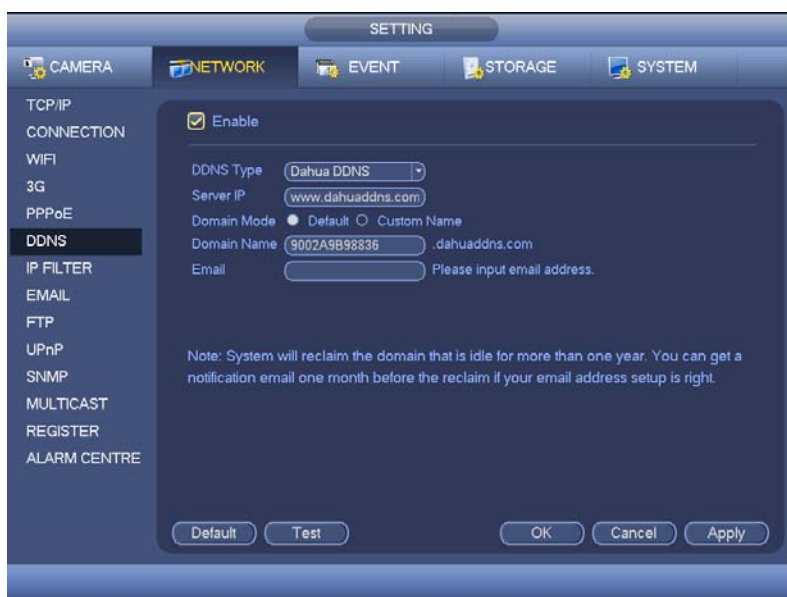 SETTING
CAMERA NETWORK EVENT STORAGE SYSTEM
TCP/IP
CONNECTION
WIFI
3G
PPPoE
DDNS
IP FILTER
EMAIL
FTP
UPnP
SNMP
MULTICAST
REGISTER
ALARM CENTRE
Enable
DDNS Type Dahua DDNS
Server IP www.dahuaddns.com
Domain Mode Default Custom Name
Domain Name 9002A9B98836 .dahuaddns.com
Email Please input email address.
Note: System will reclaim the domain that is idle for more than one year. You can get a
notification email one month before the reclaim if your email address setup is right.
Default Test OK Cancel Apply